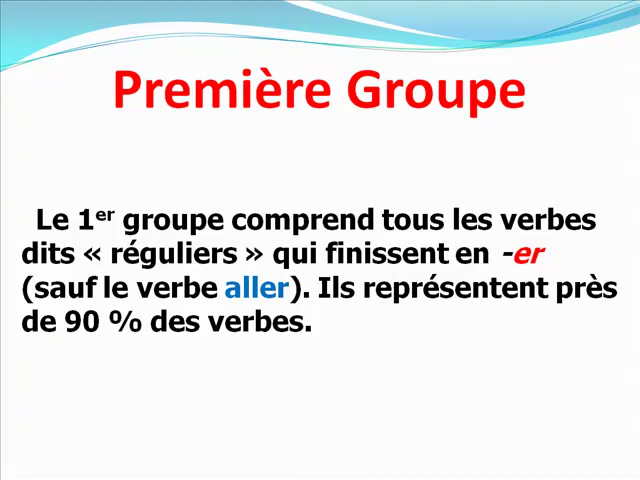 Première Groupe
Le 1er groupe comprend tous les verbes
dits « réguliers » qui finissent en -er
(sauf le verbe aller). Ils représentent près
de 90 % des verbes.